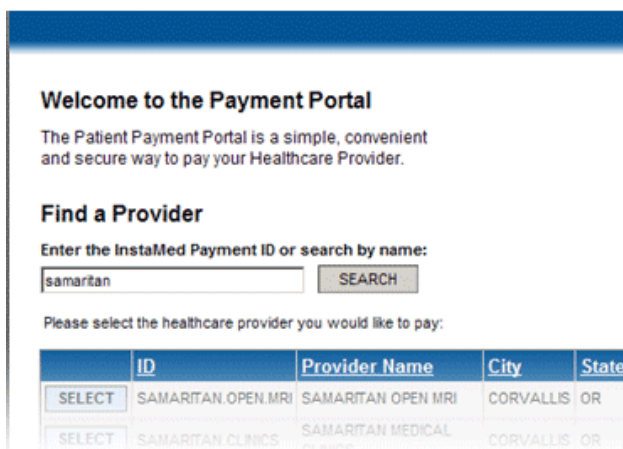 Welcome to the Payment Portal
The Patient Payment Portal is a simple, convenient
and secure way to pay your Healthcare Provider.
Find a Provider
Enter the InstaMed Payment ID or search by name:
samaritan SEARCH
Please select the healthcare provider you would like to pay:
ID Provider Name City State
SELECT SAMARITAN.OPEN.MRI SAMARITAN OPEN MRI CORVALLIS OR
SELECT SAMARITAN.CLINICS SAMARITAN MEDICAL CORVALLIS OR
CLINICS